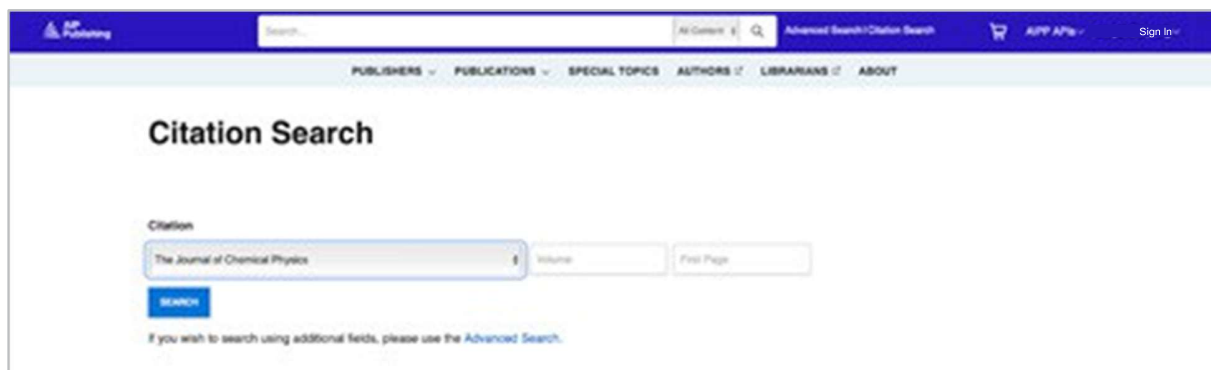 AIP
Publishing
Search...
All Content
Advanced Search | Citation Search
AIPP APIs
Sign In
PUBLISHERS PUBLICATIONS SPECIAL TOPICS AUTHORS LIBRARIANS ABOUT
Citation Search
Citation
The Journal of Chemical Physics
Volume
First Page
SEARCH
If you wish to search using additional fields, please use the Advanced Search.